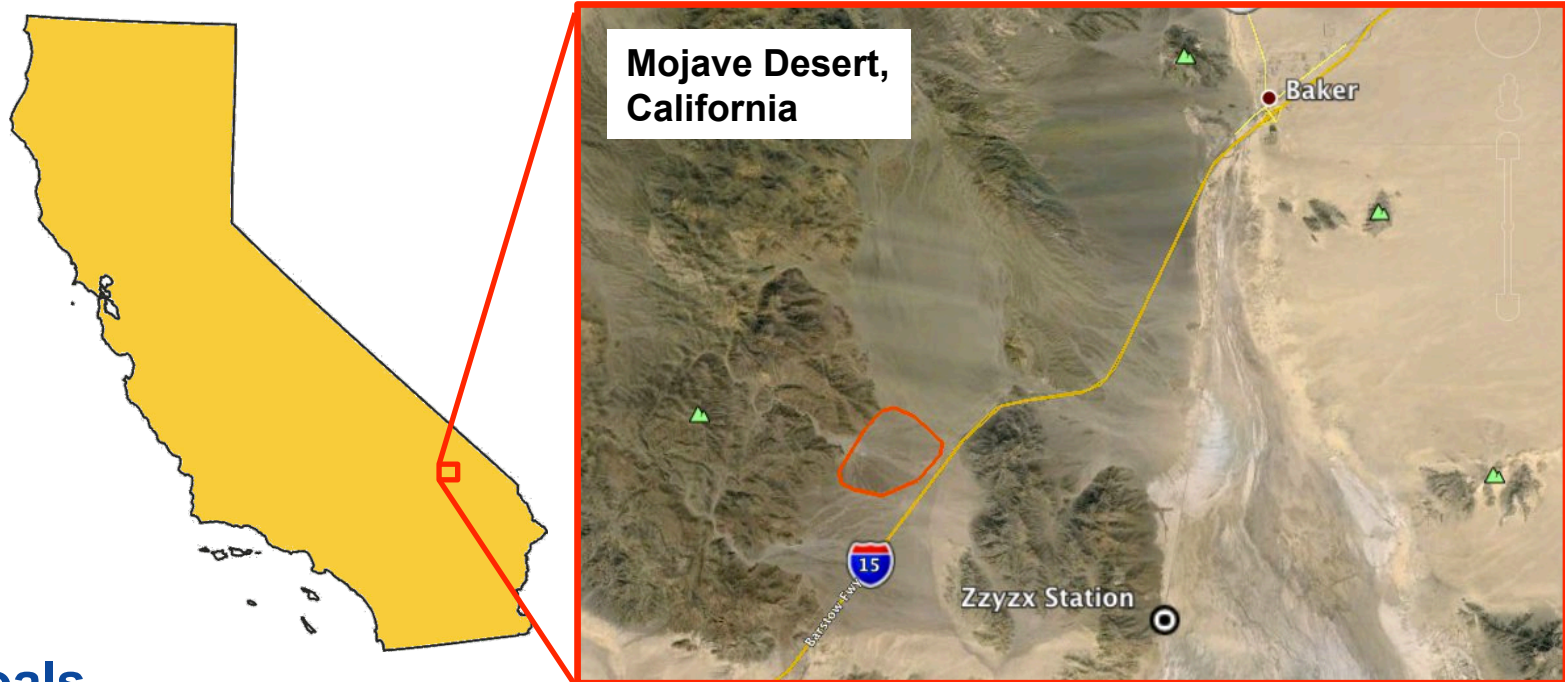 Mojave Desert,
California
Baker
15
Barstow Fwy
Zzyzx Station